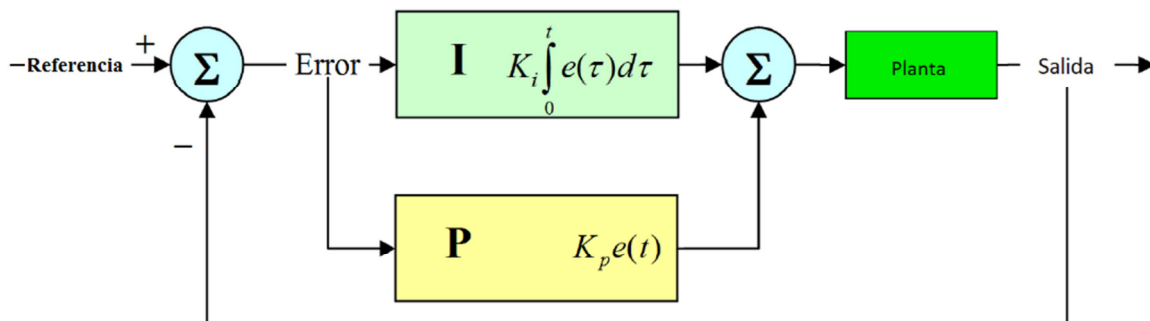 +
–Referencia
Σ
Error
I K_i ∫_0^t e(τ)dτ
Σ
Planta
Salida
−
P K_p e(t)